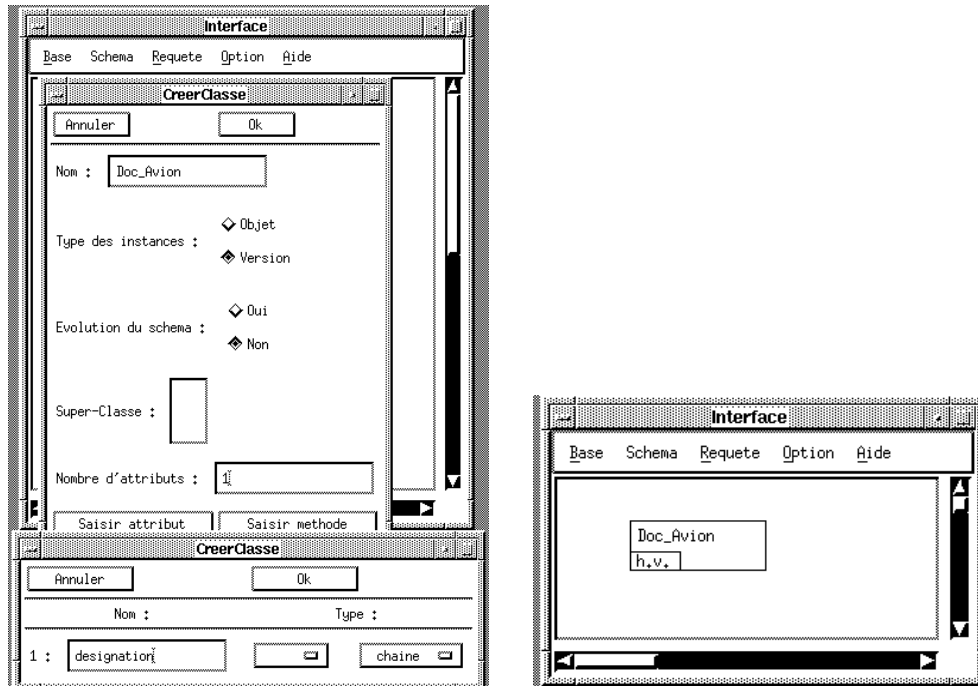 Interface
Base Schema Requete Option Aide
CreerClasse
Annuler Ok
Nom : Doc_Avion
Type des instances :
Objet
Version
Evolution du schema :
Oui
Non
Super-Classe :
Nombre d'attributs : 1
Saisir attribut Saisir methode
CreerClasse
Annuler Ok
Nom : Type :
1 : designation chaine
Interface
Base Schema Requete Option Aide
Doc_Avion
h.v.